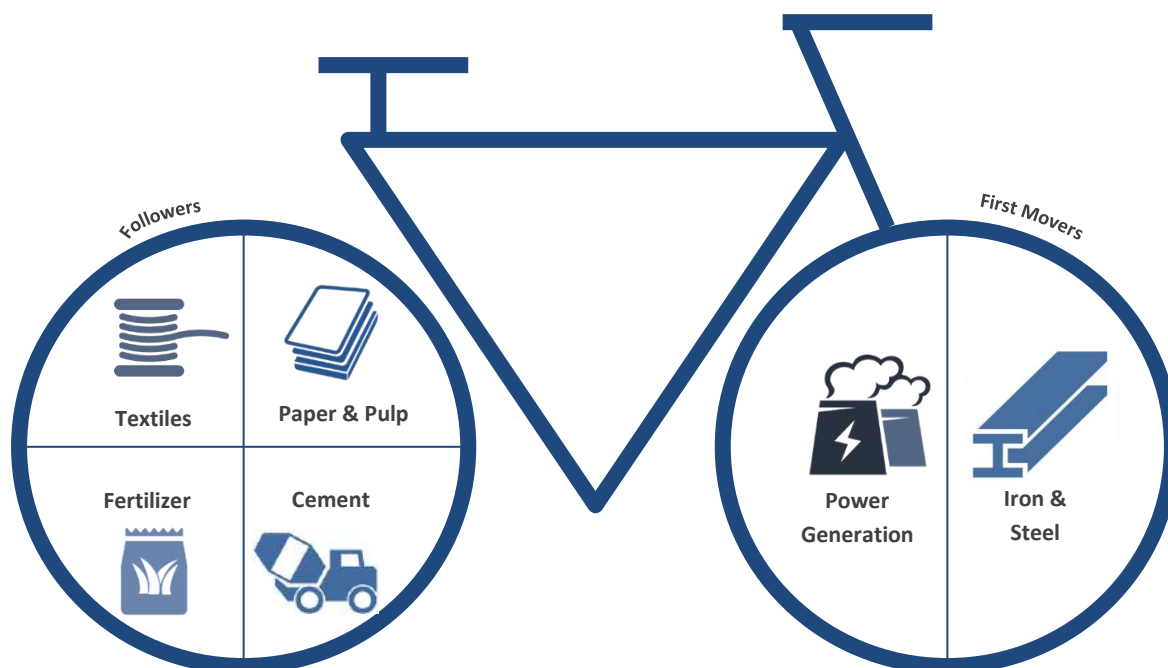 Followers
First Movers
Textiles
Paper & Pulp
Fertilizer
Cement
Power
Generation
Iron &
Steel